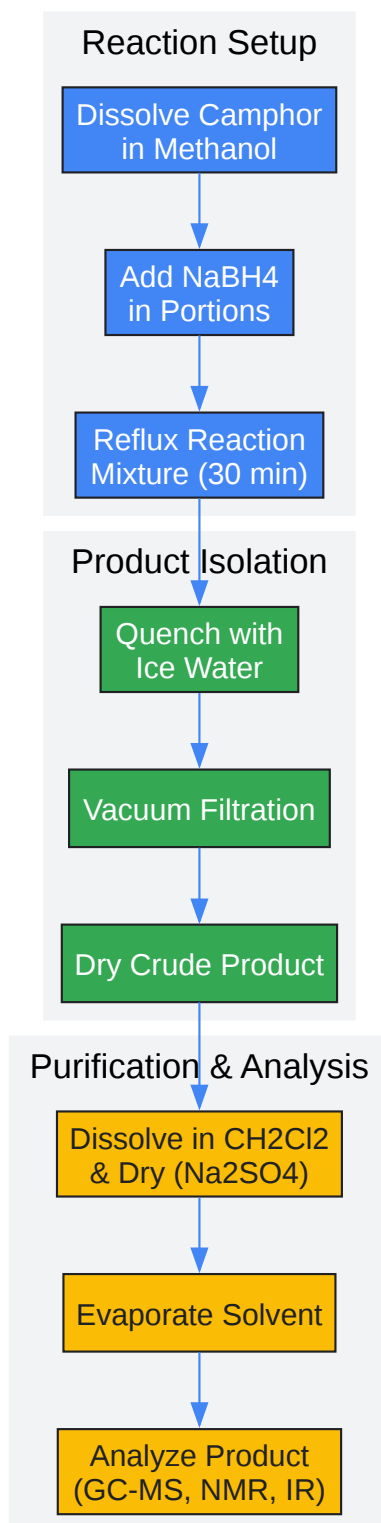 Reaction Setup
Dissolve Camphor
in Methanol
Add NaBH4
in Portions
Reflux Reaction
Mixture (30 min)
Product Isolation
Quench with
Ice Water
Vacuum Filtration
Dry Crude Product
Purification & Analysis
Dissolve in CH2Cl2
& Dry (Na2SO4)
Evaporate Solvent
Analyze Product
(GC-MS, NMR, IR)